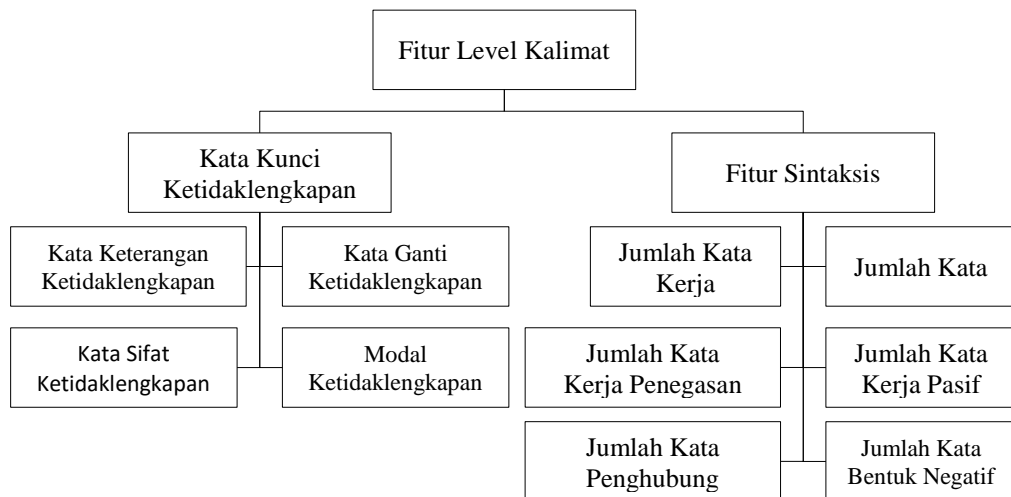 Fitur Level Kalimat
Kata Kunci
Ketidaklengkapan
Fitur Sintaksis
Kata Keterangan
Ketidaklengkapan
Kata Ganti
Ketidaklengkapan
Jumlah Kata
Kerja
Jumlah Kata
Kata Sifat
Ketidaklengkapan
Modal
Ketidaklengkapan
Jumlah Kata
Kerja Penegasan
Jumlah Kata
Kerja Pasif
Jumlah Kata
Penghubung
Jumlah Kata
Bentuk Negatif